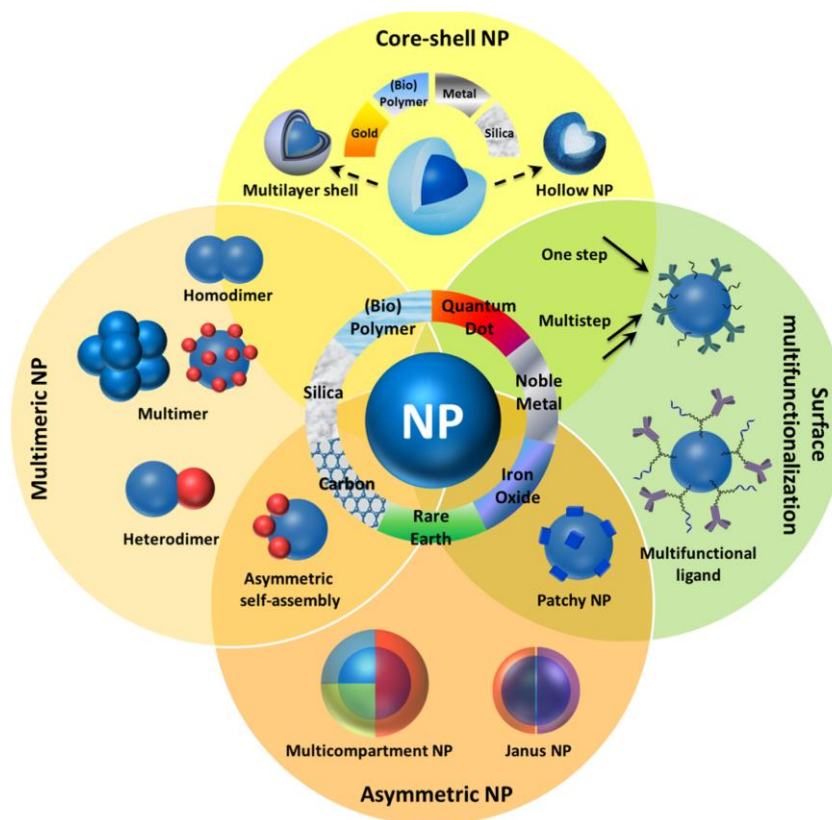 Core-shell NP
(Bio)
Polymer
Metal
Gold
Silica
Multilayer shell
Hollow NP
Multimeric NP
Homodimer
Multimer
Heterodimer
Asymmetric
self-assembly
One step
Multistep
Surface
multifunctionalization
Multifunctional
ligand
(Bio)
Polymer
Quantum
Dot
Silica
Noble
Metal
NP
Carbon
Iron
Oxide
Rare
Earth
Patchy NP
Multicompartment NP
Janus NP
Asymmetric NP